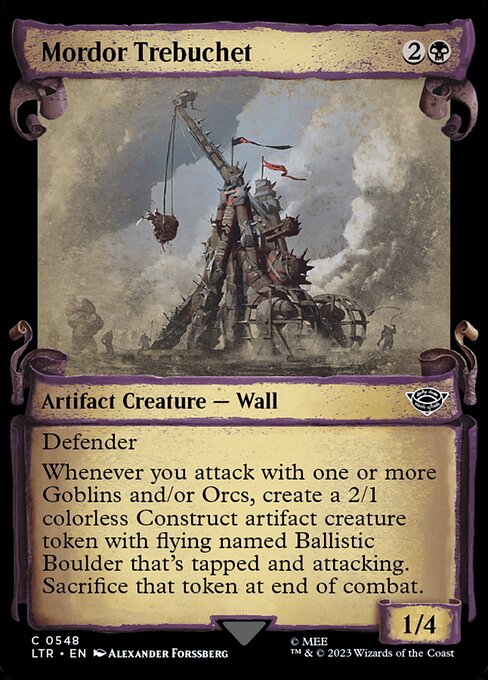 Mordor Trebuchet 2
Artifact Creature — Wall
Defender
Whenever you attack with one or more
Goblins and/or Orcs, create a 2/1
colorless Construct artifact creature
token with flying named Ballistic
Boulder that's tapped and attacking.
Sacrifice that token at end of combat.
1/4
C 0548
LTR • EN ALEXANDER FORSSBERG
© MEE
™ & © 2023 Wizards of the Coast